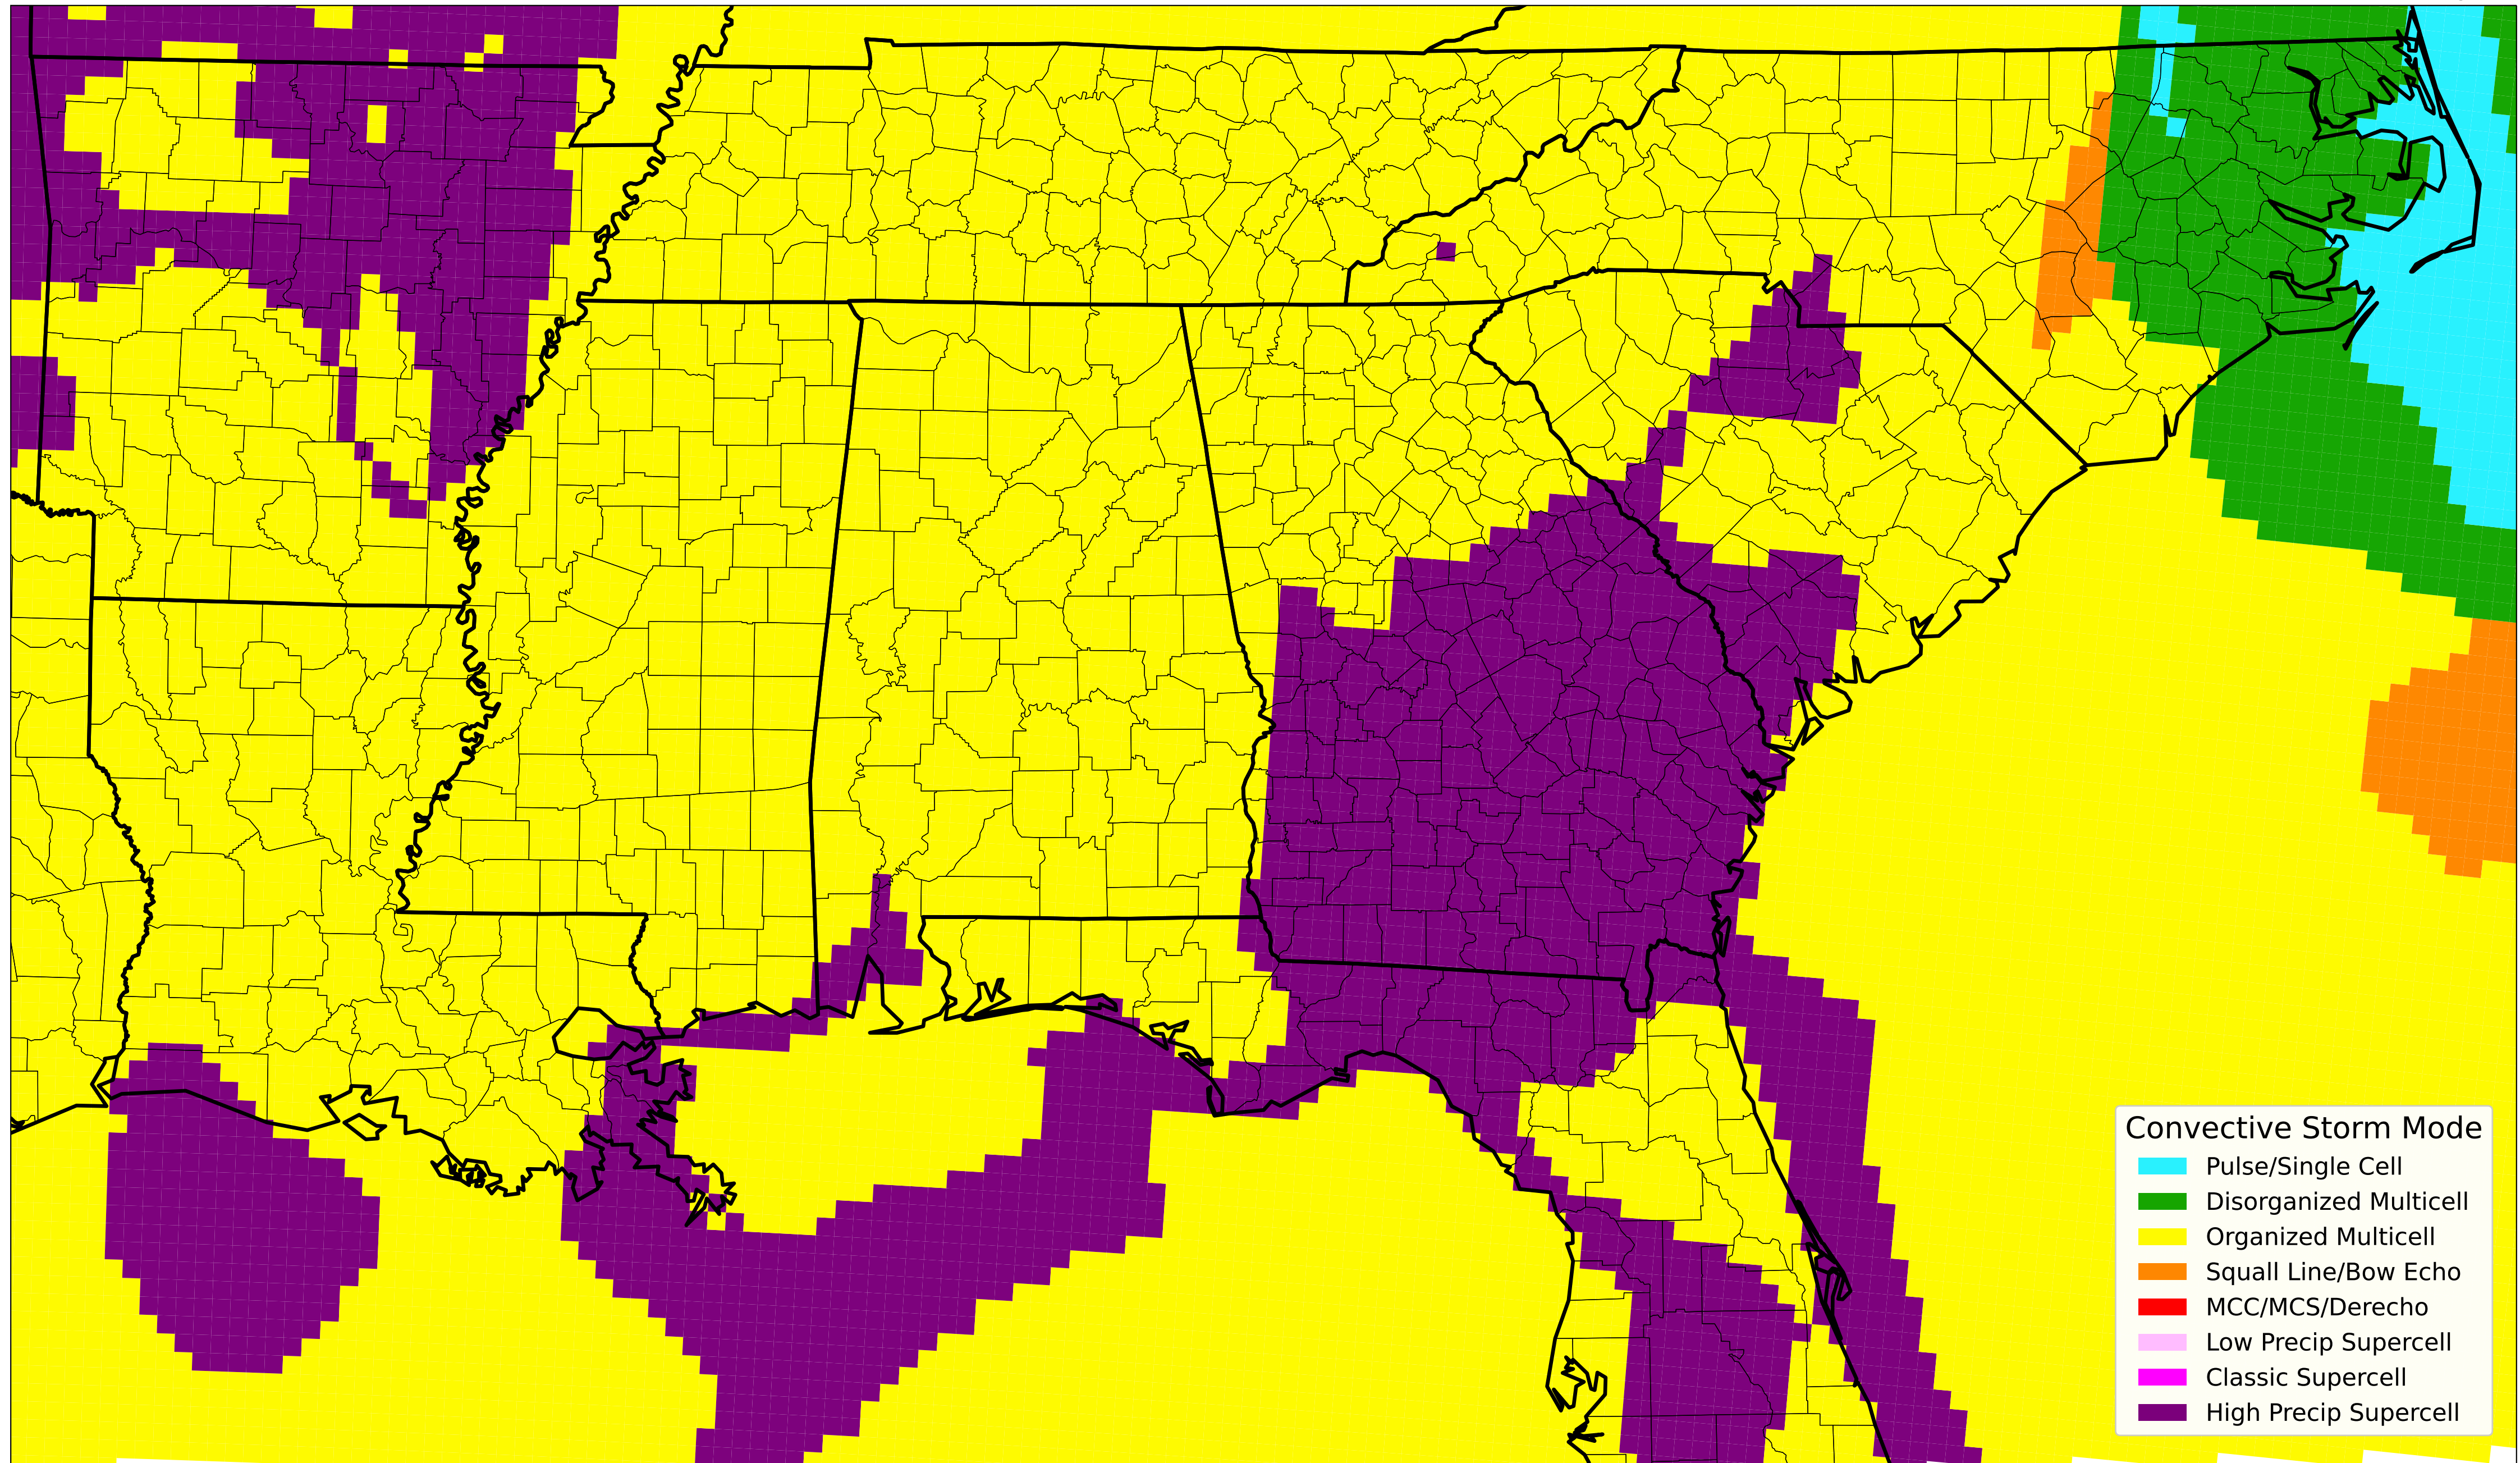 Convective Storm Mode
Pulse/Single Cell
Disorganized Multicell
Organized Multicell
Squall Line/Bow Echo
MCC/MCS/Derecho
Low Precip Supercell
Classic Supercell
High Precip Supercell